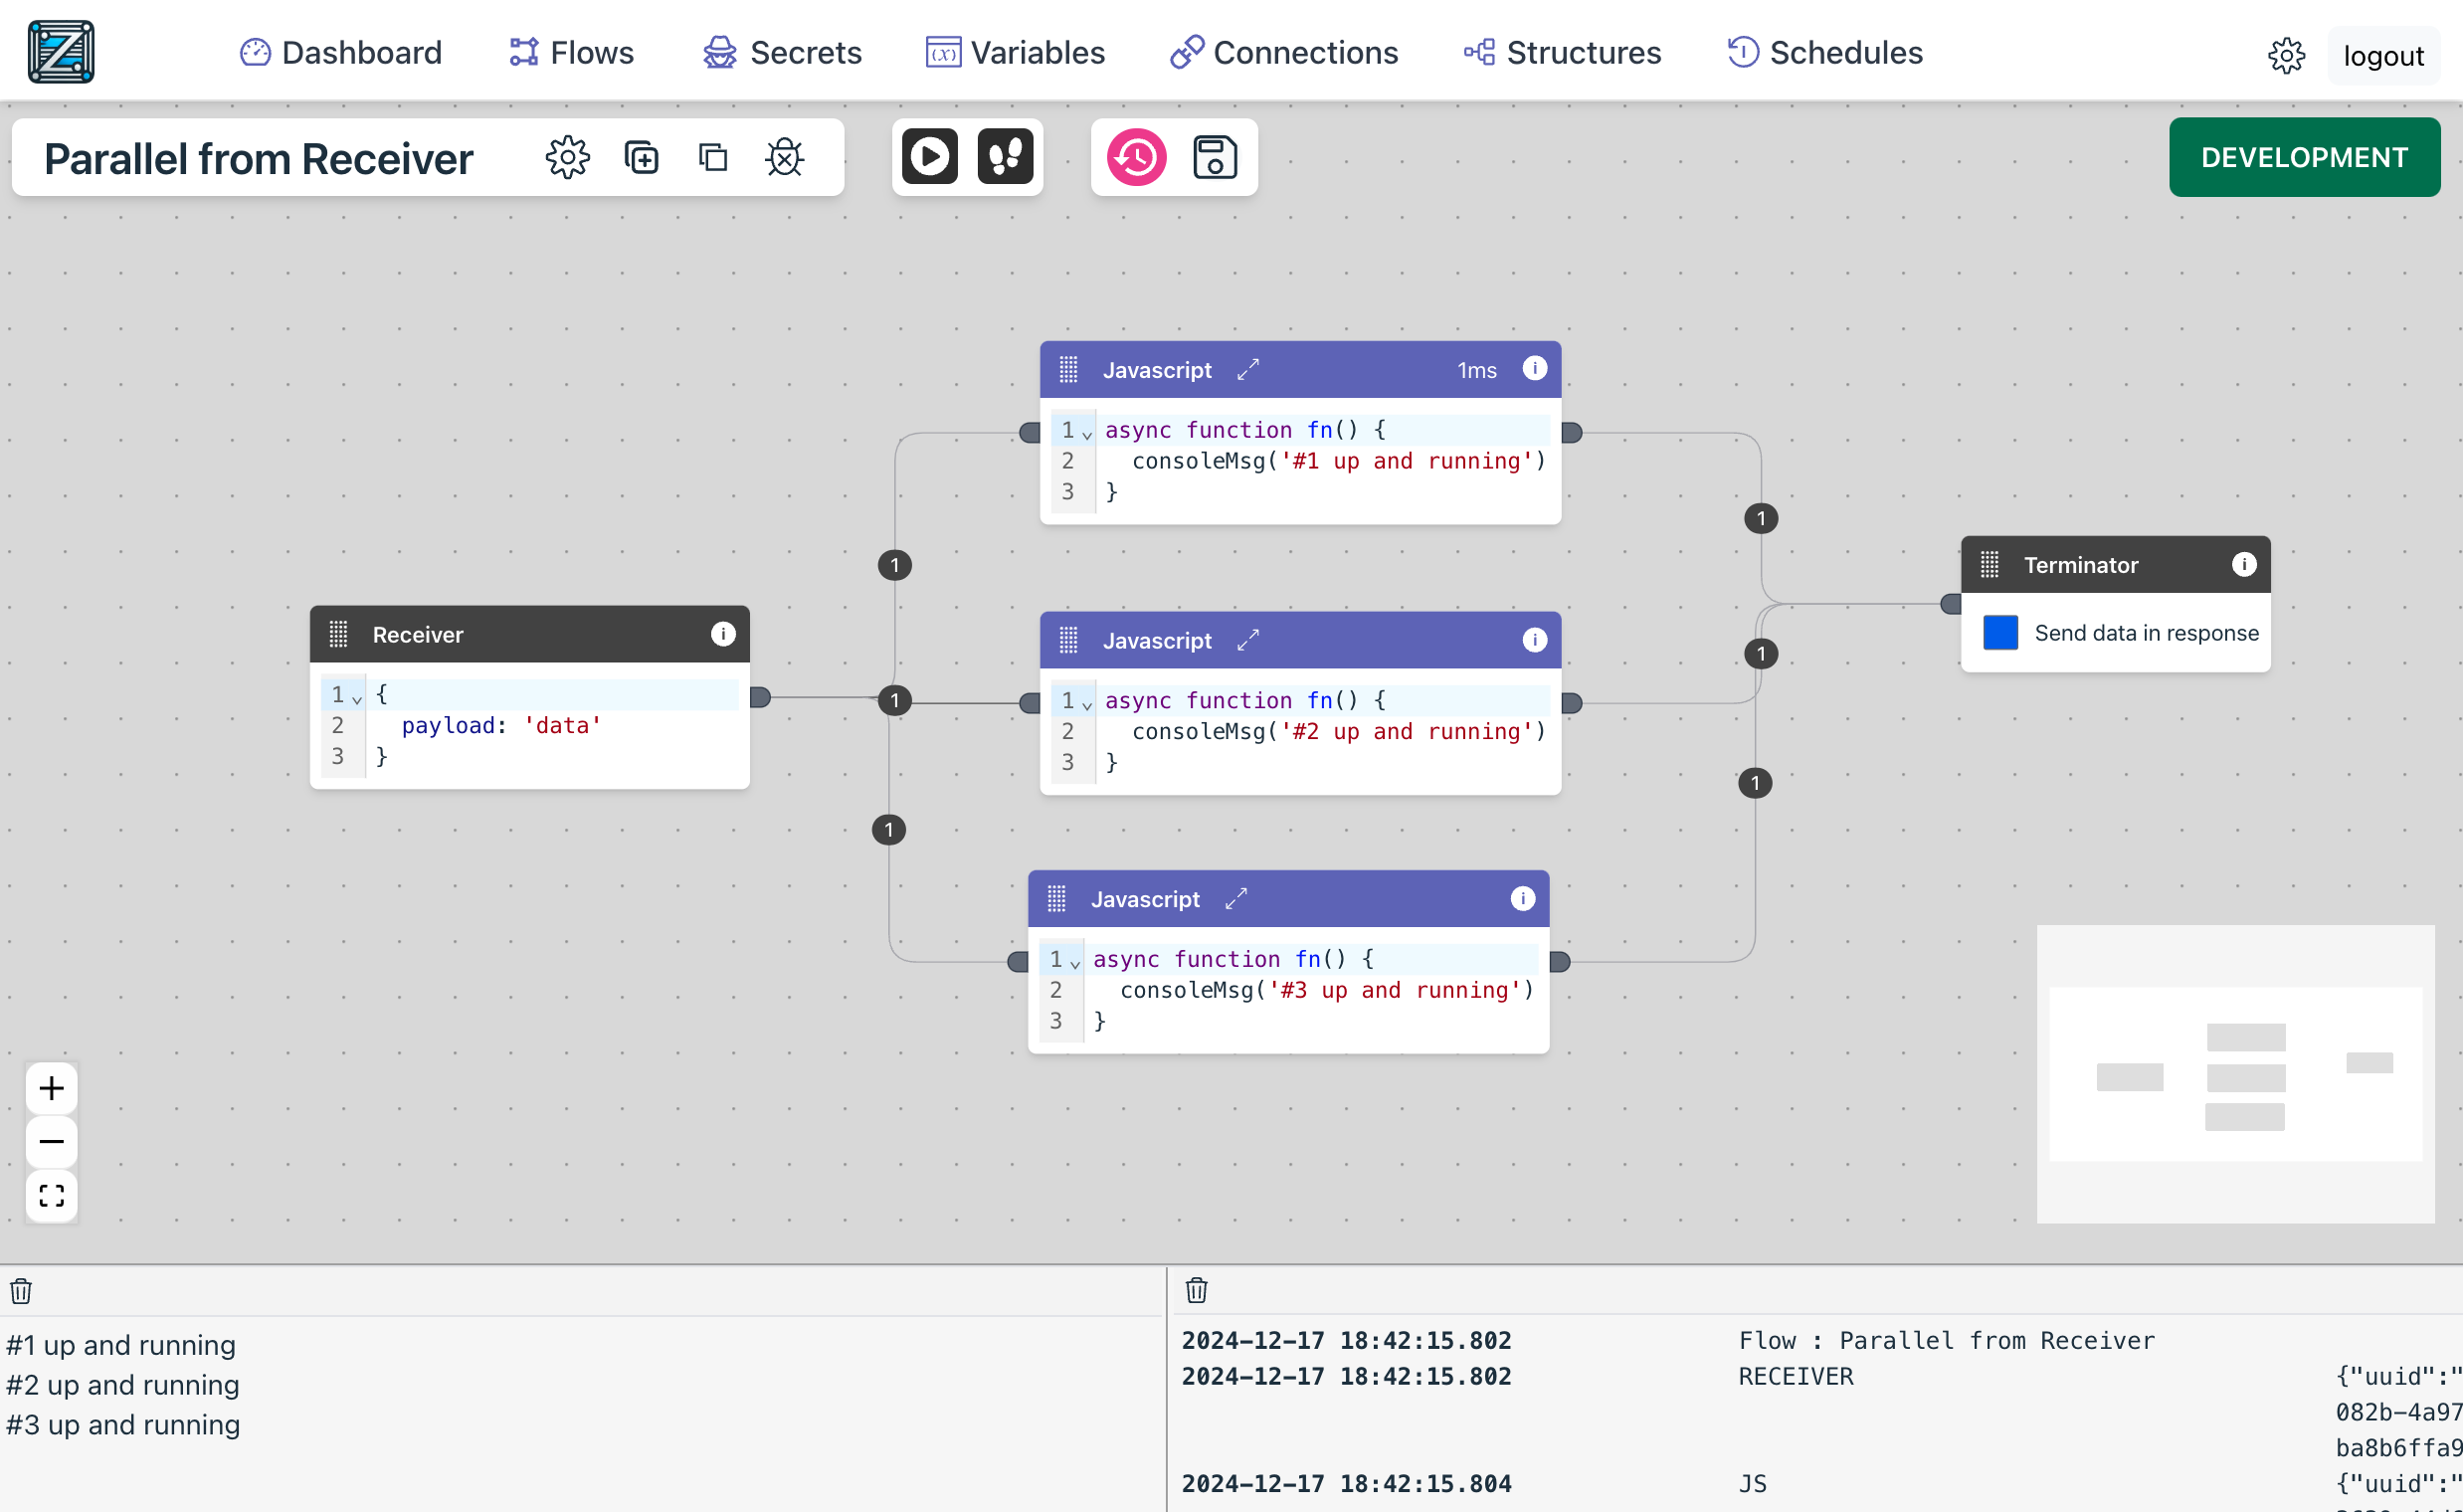 Dashboard
Flows
Secrets
Variables
Connections
Structures
Schedules
logout
Parallel from Receiver
DEVELOPMENT
Javascript
1ms
1 async function fn() {
2 consoleMsg('#1 up and running')
3 }
1
1
Terminator
Send data in response
Receiver
1 {
2 payload: 'data'
3 }
1
Javascript
1 async function fn() {
2 consoleMsg('#2 up and running')
3 }
1
1
1
Javascript
1 async function fn() {
2 consoleMsg('#3 up and running')
3 }
#1 up and running
#2 up and running
#3 up and running
2024-12-17 18:42:15.802 Flow : Parallel from Receiver
2024-12-17 18:42:15.802 RECEIVER {"uuid":"
082b-4a97
ba8b6ffa9
2024-12-17 18:42:15.804 JS {"uuid":"